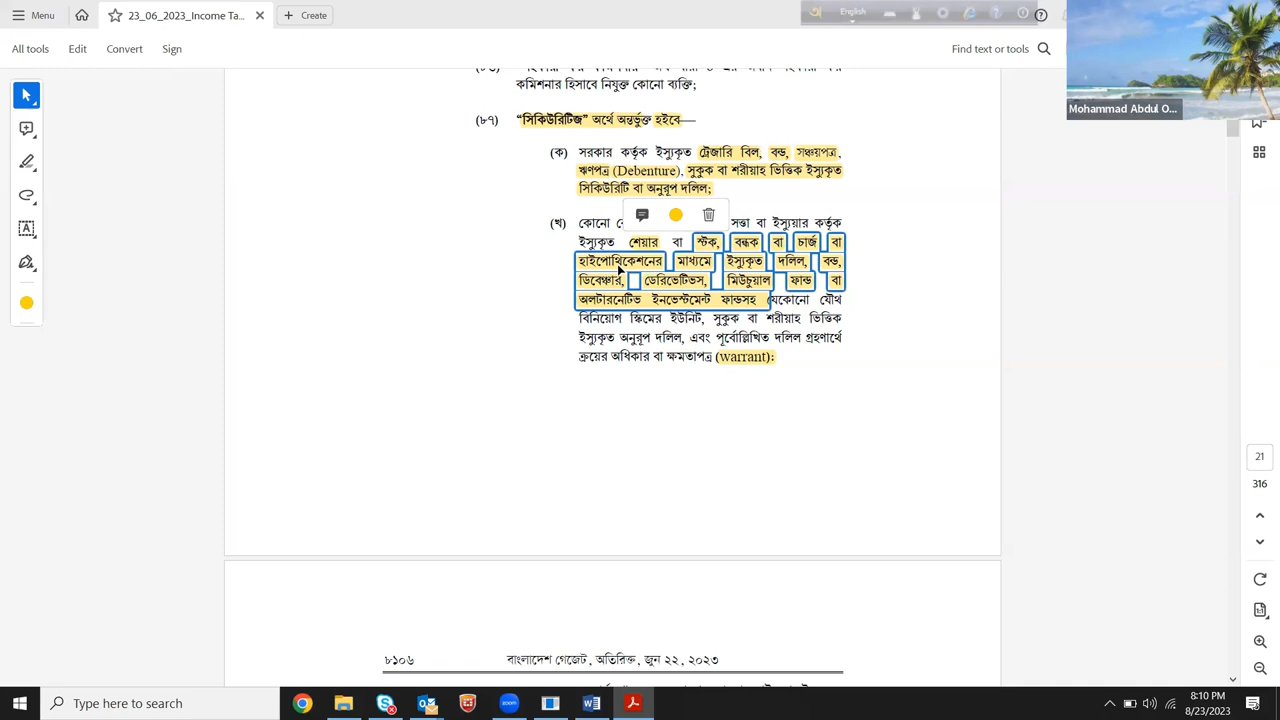 Menu
23_06_2023_Income Ta...
Create
English
All tools
Edit
Convert
Sign
Find text or tools
Mohammad Abdul O...
কমিশনার হিসাবে নিযুক্ত কোনো ব্যক্তি;
(৮৭) “সিকিউরিটিজ” অর্থে অন্তর্ভুক্ত হইবে—
(ক) সরকার কর্তৃক ইস্যুকৃত ট্রেজারি বিল, বন্ড, সঞ্চয়পত্র,
ঋণপত্র (Debenture), সুকুক বা শরীয়াহ ভিত্তিক ইস্যুকৃত
সিকিউরিটি বা অনুরূপ দলিল;
(খ) কোনো সত্তা বা ইস্যুয়ার কর্তৃক
ইস্যুকৃত শেয়ার বা স্টক, বন্ধক বা চার্জ বা
হাইপোথিকেশনের মাধ্যমে ইস্যুকৃত দলিল, বন্ড,
ডিবেঞ্চার, ডেরিভেটিভস, মিউচুয়াল ফান্ড বা
অলটারনেটিভ ইনভেস্টমেন্ট ফান্ডসহ যেকোনো যৌথ
বিনিয়োগ স্কিমের ইউনিট, সুকুক বা শরীয়াহ ভিত্তিক
ইস্যুকৃত অনুরূপ দলিল, এবং পূর্বোল্লিখিত দলিল গ্রহণার্থে
ক্রয়ের অধিকার বা ক্ষমতাপত্র (warrant):
21
316
৮১০৬ বাংলাদেশ গেজেট, অতিরিক্ত, জুন ২২, ২০২৩
Type here to search
zoom
8:10 PM
8/23/2023